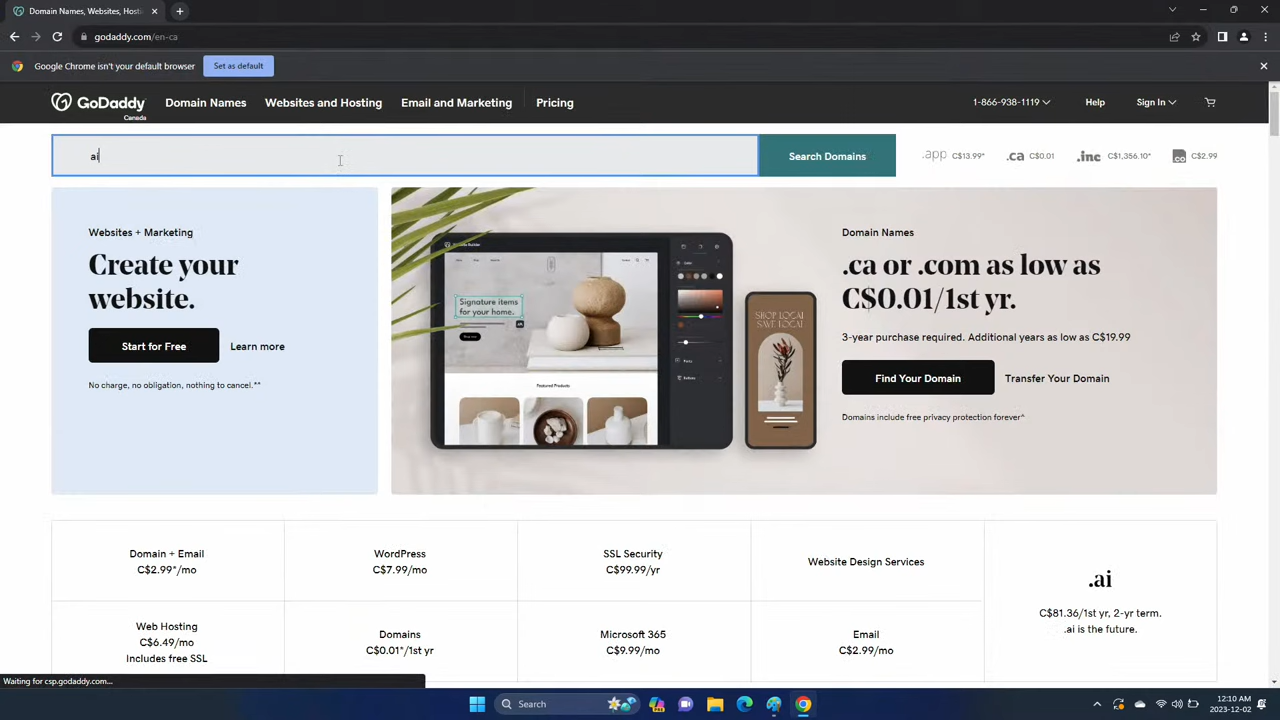 Domain Names, Websites, Hosti
godaddy.com/en-ca
Google Chrome isn't your default browser
Set as default
GoDaddy
Canada
Domain Names
Websites and Hosting
Email and Marketing
Pricing
1-866-938-1119
Help
Sign In
ai
Search Domains
.app C$13.99*
.ca C$0.01
.inc C$1,356.10*
.co C$2.99
Websites + Marketing
Create your
website.
Start for Free
Learn more
No charge, no obligation, nothing to cancel.**
Signature items
for your home.
Featured Products
SHOP LOCAL
SAVE LOCAL
Domain Names
.ca or .com as low as
C$0.01/1st yr.
3-year purchase required. Additional years as low as C$19.99
Find Your Domain
Transfer Your Domain
Domains include free privacy protection forever^
Domain + Email
C$2.99*/mo
WordPress
C$7.99/mo
SSL Security
C$99.99/yr
Website Design Services
.ai
C$81.36/1st yr, 2-yr term.
.ai is the future.
Web Hosting
C$6.49/mo
Includes free SSL
Domains
C$0.01*/1st yr
Microsoft 365
C$9.99/mo
Email
C$2.99/mo
Waiting for csp.godaddy.com...
Search
12:10 AM
2023-12-02